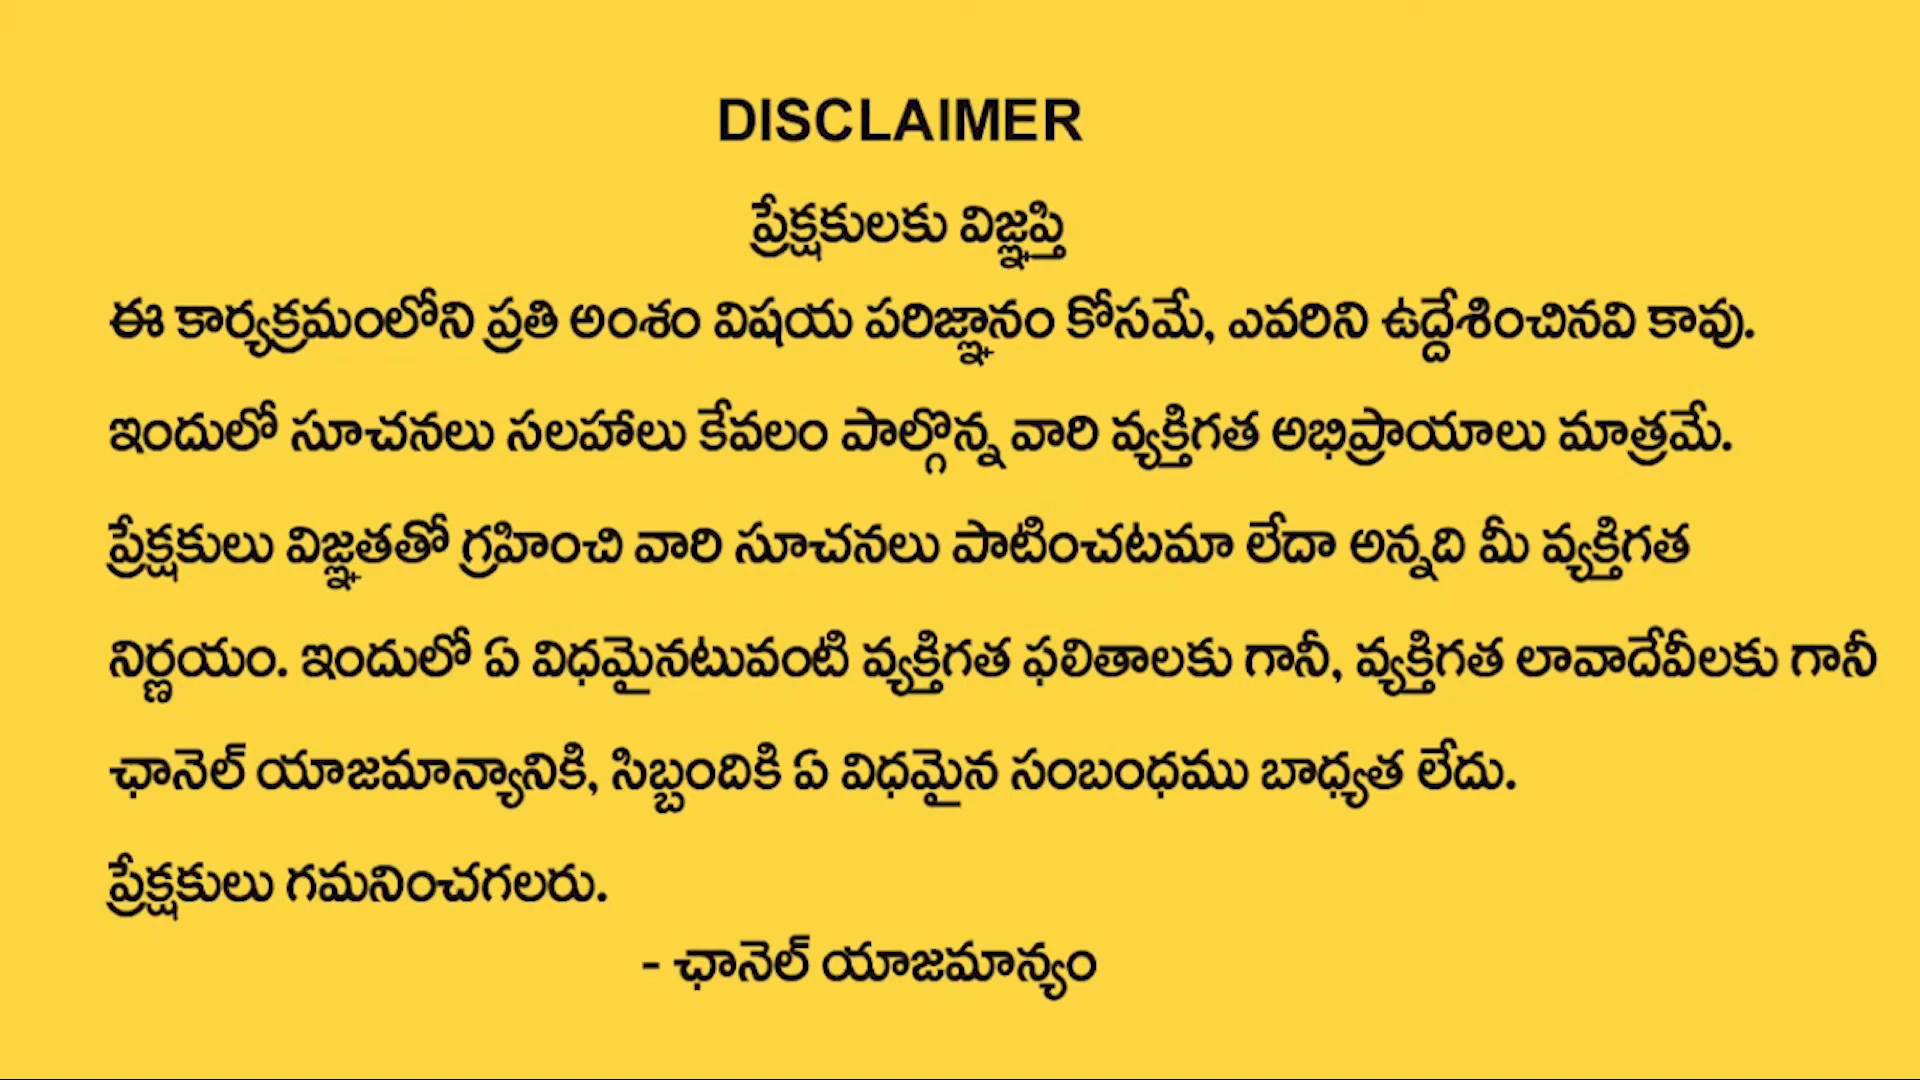 DISCLAIMER
ప్రేక్షకులకు విజ్ఞప్తి
ఈ కార్యక్రమంలోని ప్రతి అంశం విషయ పరిజ్ఞానం కోసమే, ఎవరిని ఉద్దేశించినవి కావు.
ఇందులో సూచనలు సలహాలు కేవలం పాల్గొన్న వారి వ్యక్తిగత అభిప్రాయాలు మాత్రమే.
ప్రేక్షకులు విజ్ఞతతో గ్రహించి వారి సూచనలు పాటించటమా లేదా అన్నది మీ వ్యక్తిగత
నిర్ణయం. ఇందులో ఏ విధమైనటువంటి వ్యక్తిగత ఫలితాలకు గానీ, వ్యక్తిగత లావాదేవీలకు గానీ
ఛానెల్ యాజమాన్యానికి, సిబ్బందికి ఏ విధమైన సంబంధము బాధ్యత లేదు.
ప్రేక్షకులు గమనించగలరు.
- ఛానెల్ యాజమాన్యం